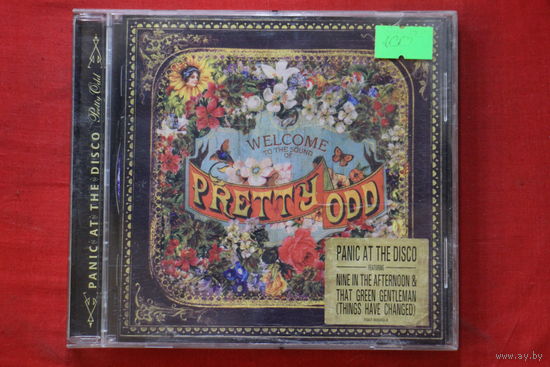 PANIC AT THE DISCO Pretty Odd
WELCOME
TO THE SOUND
OF
PRETTY ODD
PANIC AT THE DISCO
FEATURING
NINE IN THE AFTERNOON &
THAT GREEN GENTLEMAN
(THINGS HAVE CHANGED)
www.ay.by